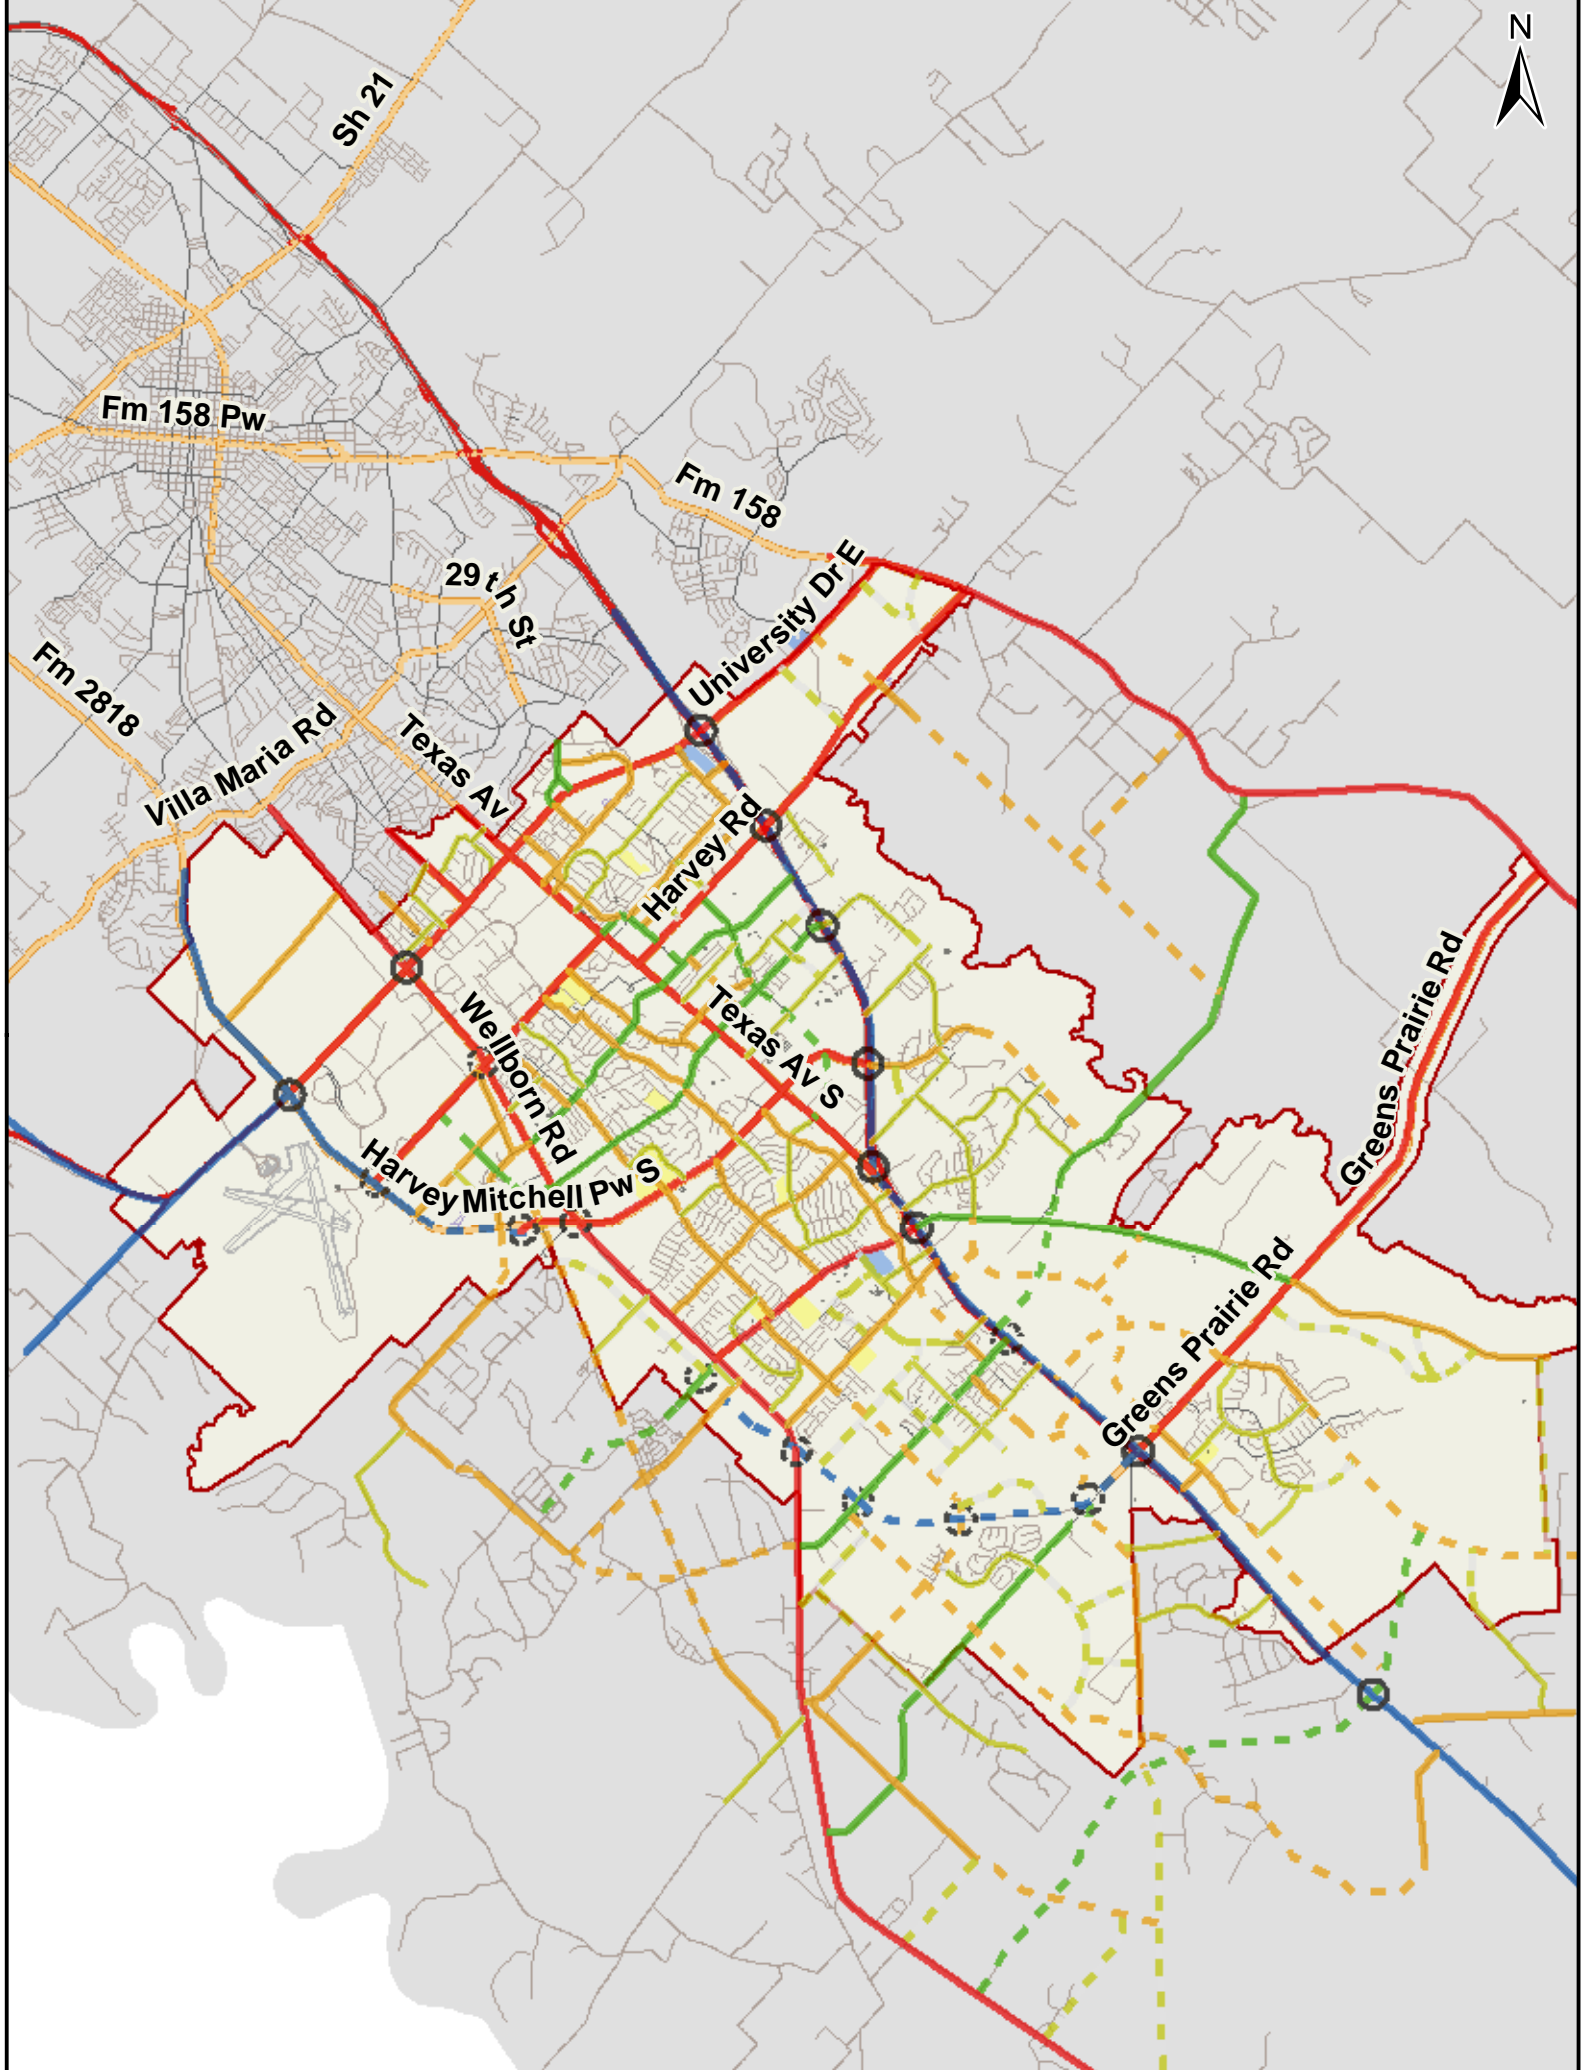 N
Sh 21
Fm 158 Pw
Fm 158
University Dr E
29 th St
Fm 2818
Villa Maria Rd
Texas Av
Harvey Rd
Greens Prairie Rd
Wellborn Rd
Texas Av S
Harvey Mitchell Pw S
Greens Prairie Rd